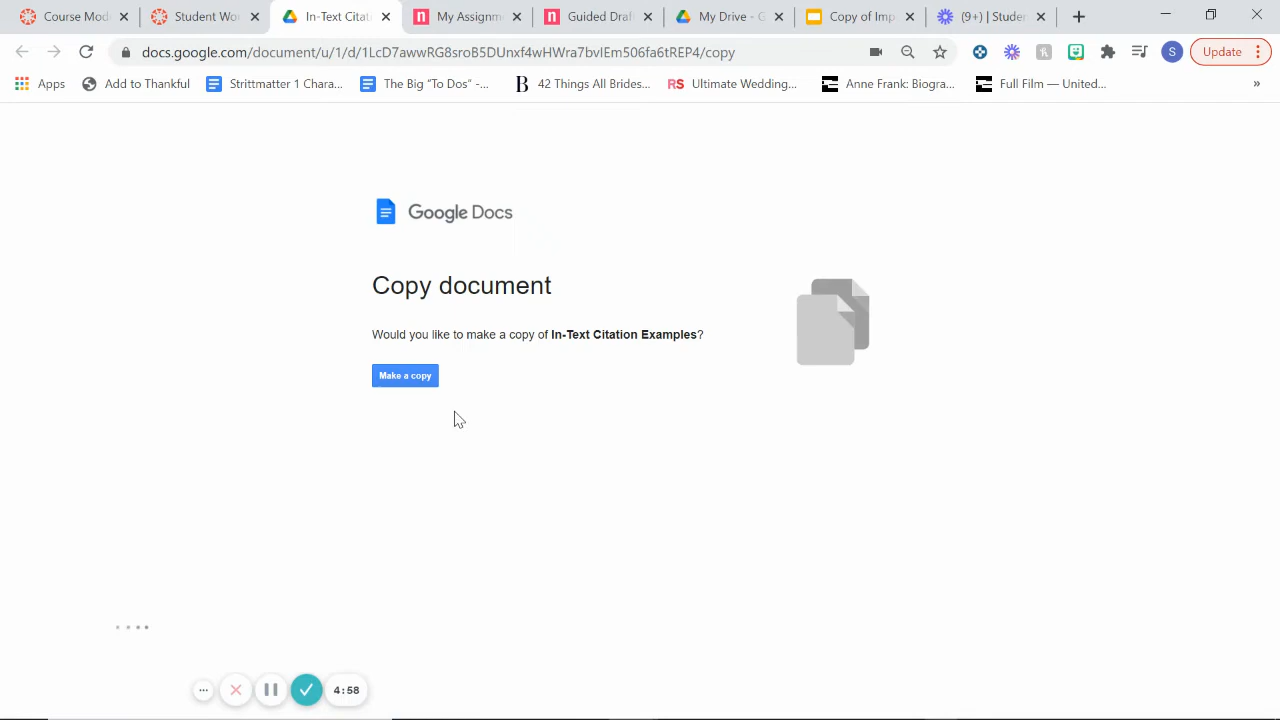 Course Mod
Student Wo
In-Text Citat
My Assignm
Guided Draf
My Drive - G
Copy of Imp
(9+) | Studen
docs.google.com/document/u/1/d/1LcD7awwRG8sroB5DUnxf4wHWra7bvlEm506fa6tREP4/copy
S
Update
Apps
Add to Thankful
Strittmatter 1 Chara...
The Big "To Dos" -...
B 42 Things All Brides...
RS Ultimate Wedding...
Anne Frank: Biogra...
Full Film — United...
»
Google Docs
Copy document
Would you like to make a copy of In-Text Citation Examples?
Make a copy
4:58